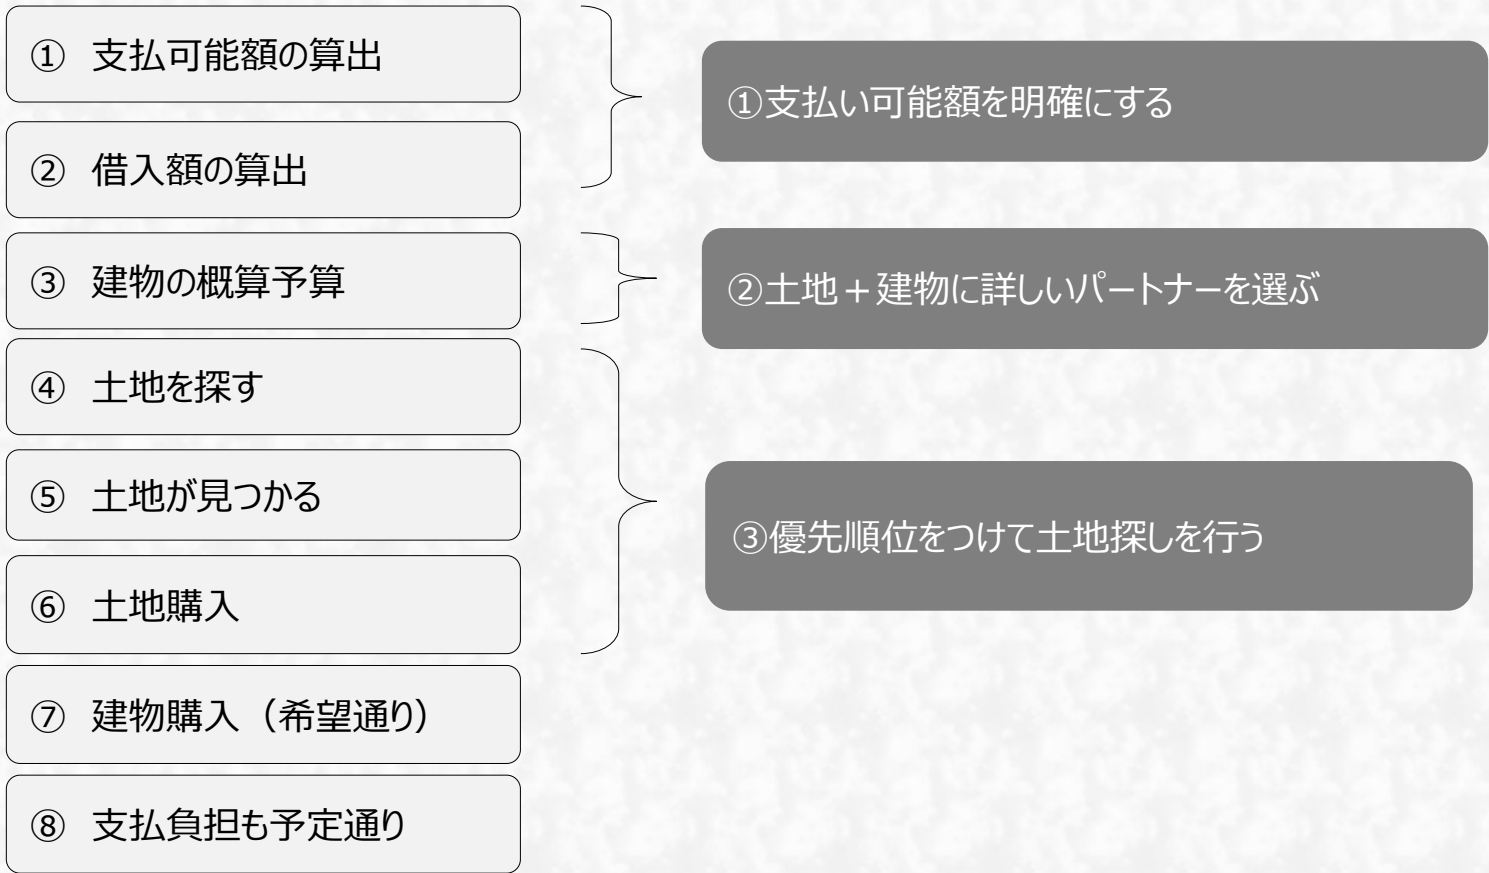 ① 支払可能額の算出
② 借入額の算出
③ 建物の概算予算
④ 土地を探す
⑤ 土地が見つかる
⑥ 土地購入
⑦ 建物購入（希望通り）
⑧ 支払負担も予定通り
①支払い可能額を明確にする
②土地＋建物に詳しいパートナーを選ぶ
③優先順位をつけて土地探しを行う